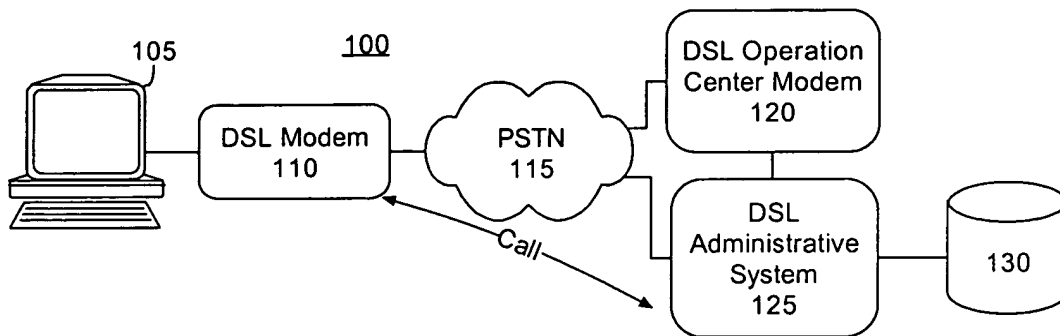 105
100
DSL Modem
110
PSTN
115
DSL Operation
Center Modem
120
Call
DSL
Administrative
System
125
130